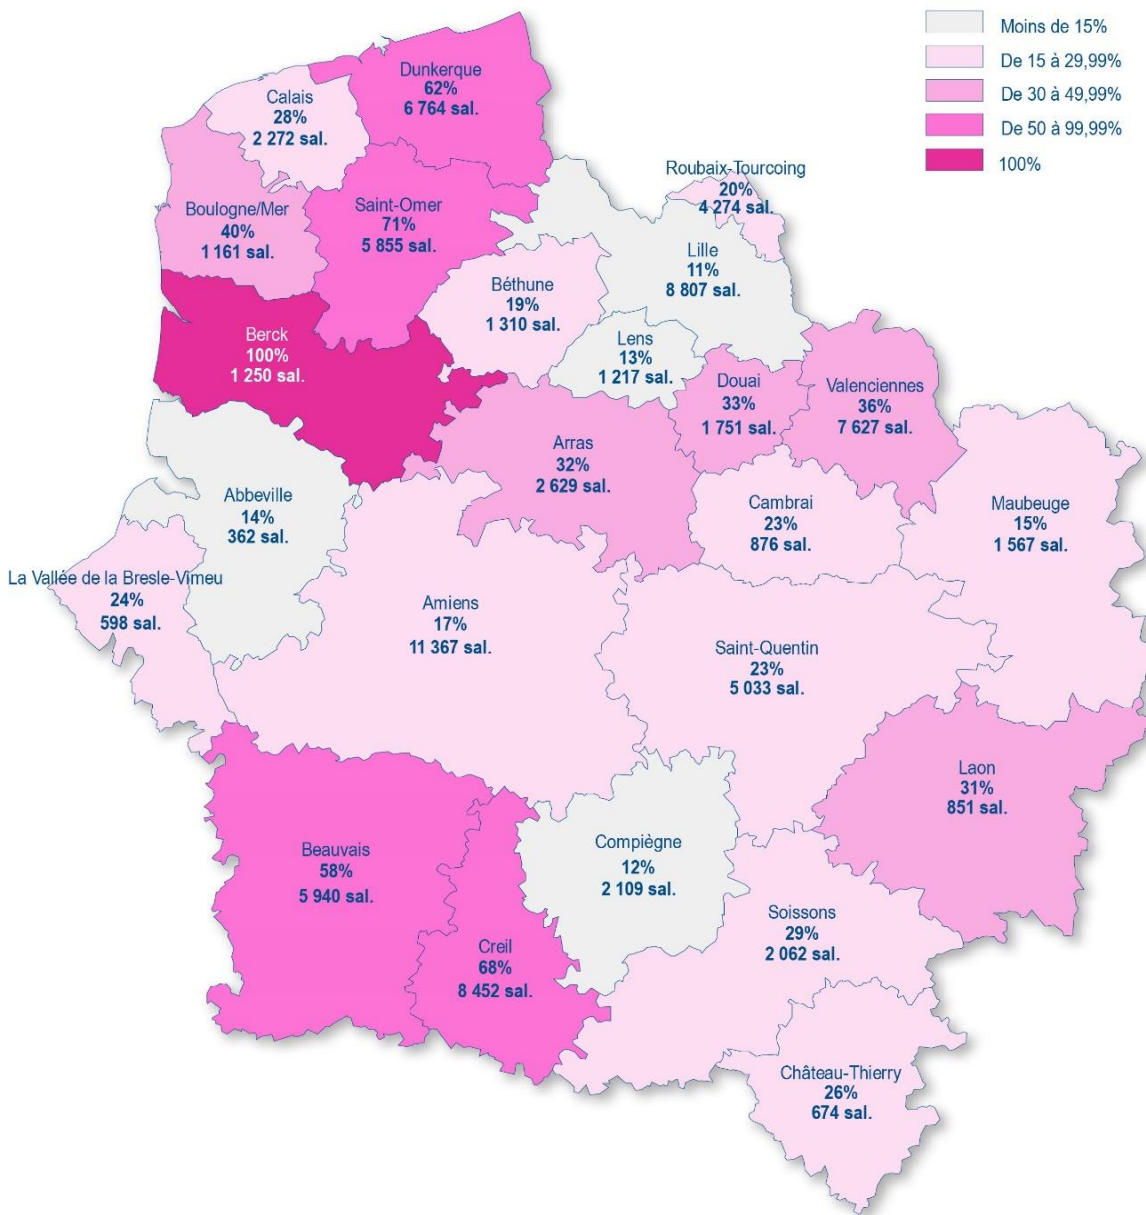 Moins de 15%
De 15 à 29,99%
De 30 à 49,99%
De 50 à 99,99%
100%
Dunkerque
62%
6 764 sal.
Calais
28%
2 272 sal.
Roubaix-Tourcoing
20%
4 274 sal.
Boulogne/Mer
40%
1 161 sal.
Saint-Omer
71%
5 855 sal.
Lille
11%
8 807 sal.
Béthune
19%
1 310 sal.
Berck
100%
1 250 sal.
Lens
13%
1 217 sal.
Douai
33%
1 751 sal.
Valenciennes
36%
7 627 sal.
Arras
32%
2 629 sal.
Abbeville
14%
362 sal.
Cambrai
23%
876 sal.
Maubeuge
15%
1 567 sal.
La Vallée de la Bresle-Vimeu
24%
598 sal.
Amiens
17%
11 367 sal.
Saint-Quentin
23%
5 033 sal.
Laon
31%
851 sal.
Beauvais
58%
5 940 sal.
Compiègne
12%
2 109 sal.
Soissons
29%
2 062 sal.
Creil
68%
8 452 sal.
Château-Thierry
26%
674 sal.